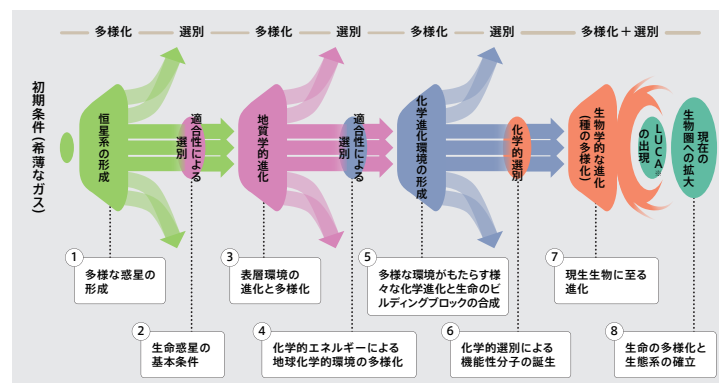 多様化
選別
多様化
選別
多様化
選別
多様化＋選別
初期条件（希薄なガス）
恒星系の形成
適合性による
選別
地質学的進化
適合性による
選別
化学進化環境の形成
化学的選別
生物学的な進化
（種の多様化）
LUCA※
の出現
現在の
生物圏への拡大
1
多様な惑星の
形成
2
生命惑星の
基本条件
3
表層環境の
進化と多様化
4
化学的エネルギーによる
地球化学的環境の多様化
5
多様な環境がもたらす様
々な化学進化と生命のビ
ルディングブロックの合成
6
化学的選別による
機能性分子の誕生
7
現生生物に至る
進化
8
生命の多様化と
生態系の確立